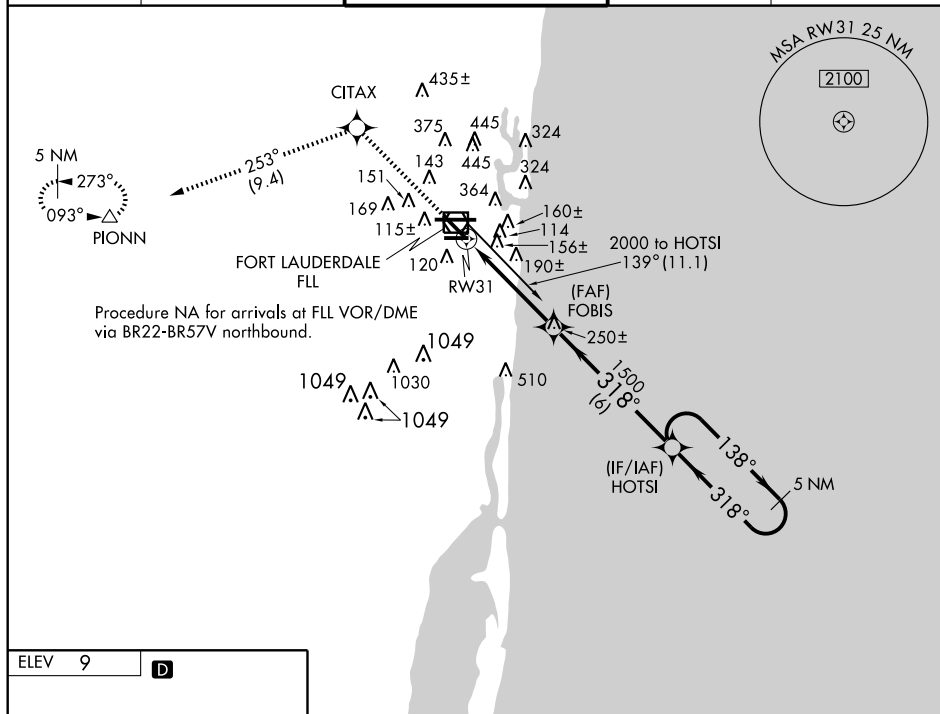 MSA RW31 25 NM
2100
435±
CITAX
375
445
324
445
324
143
364
253°
(9.4)
5 NM
273°
093°
PIONN
151
169
115±
160±
114
156±
190±
120
FORT LAUDERDALE
FLL
RW31
2000 to HOTSI
139° (11.1)
(FAF)
FOBIS
250±
Procedure NA for arrivals at FLL VOR/DME
via BR22-BR57V northbound.
1049
1030
1049
1049
510
1500
318°
(6)
(IF/IAF)
HOTSI
138°
318°
5 NM
ELEV 9
D